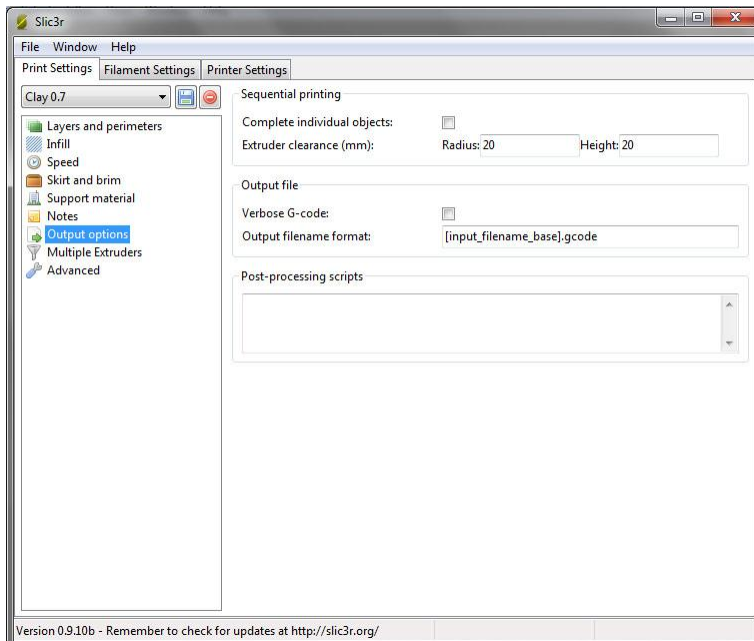 Slic3r
File Window Help
Print Settings Filament Settings Printer Settings
Clay 0.7
Layers and perimeters
Infill
Speed
Skirt and brim
Support material
Notes
Output options
Multiple Extruders
Advanced
Sequential printing
Complete individual objects:
Extruder clearance (mm): Radius: 20 Height: 20
Output file
Verbose G-code:
Output filename format: [input_filename_base].gcode
Post-processing scripts
Version 0.9.10b - Remember to check for updates at http://slic3r.org/